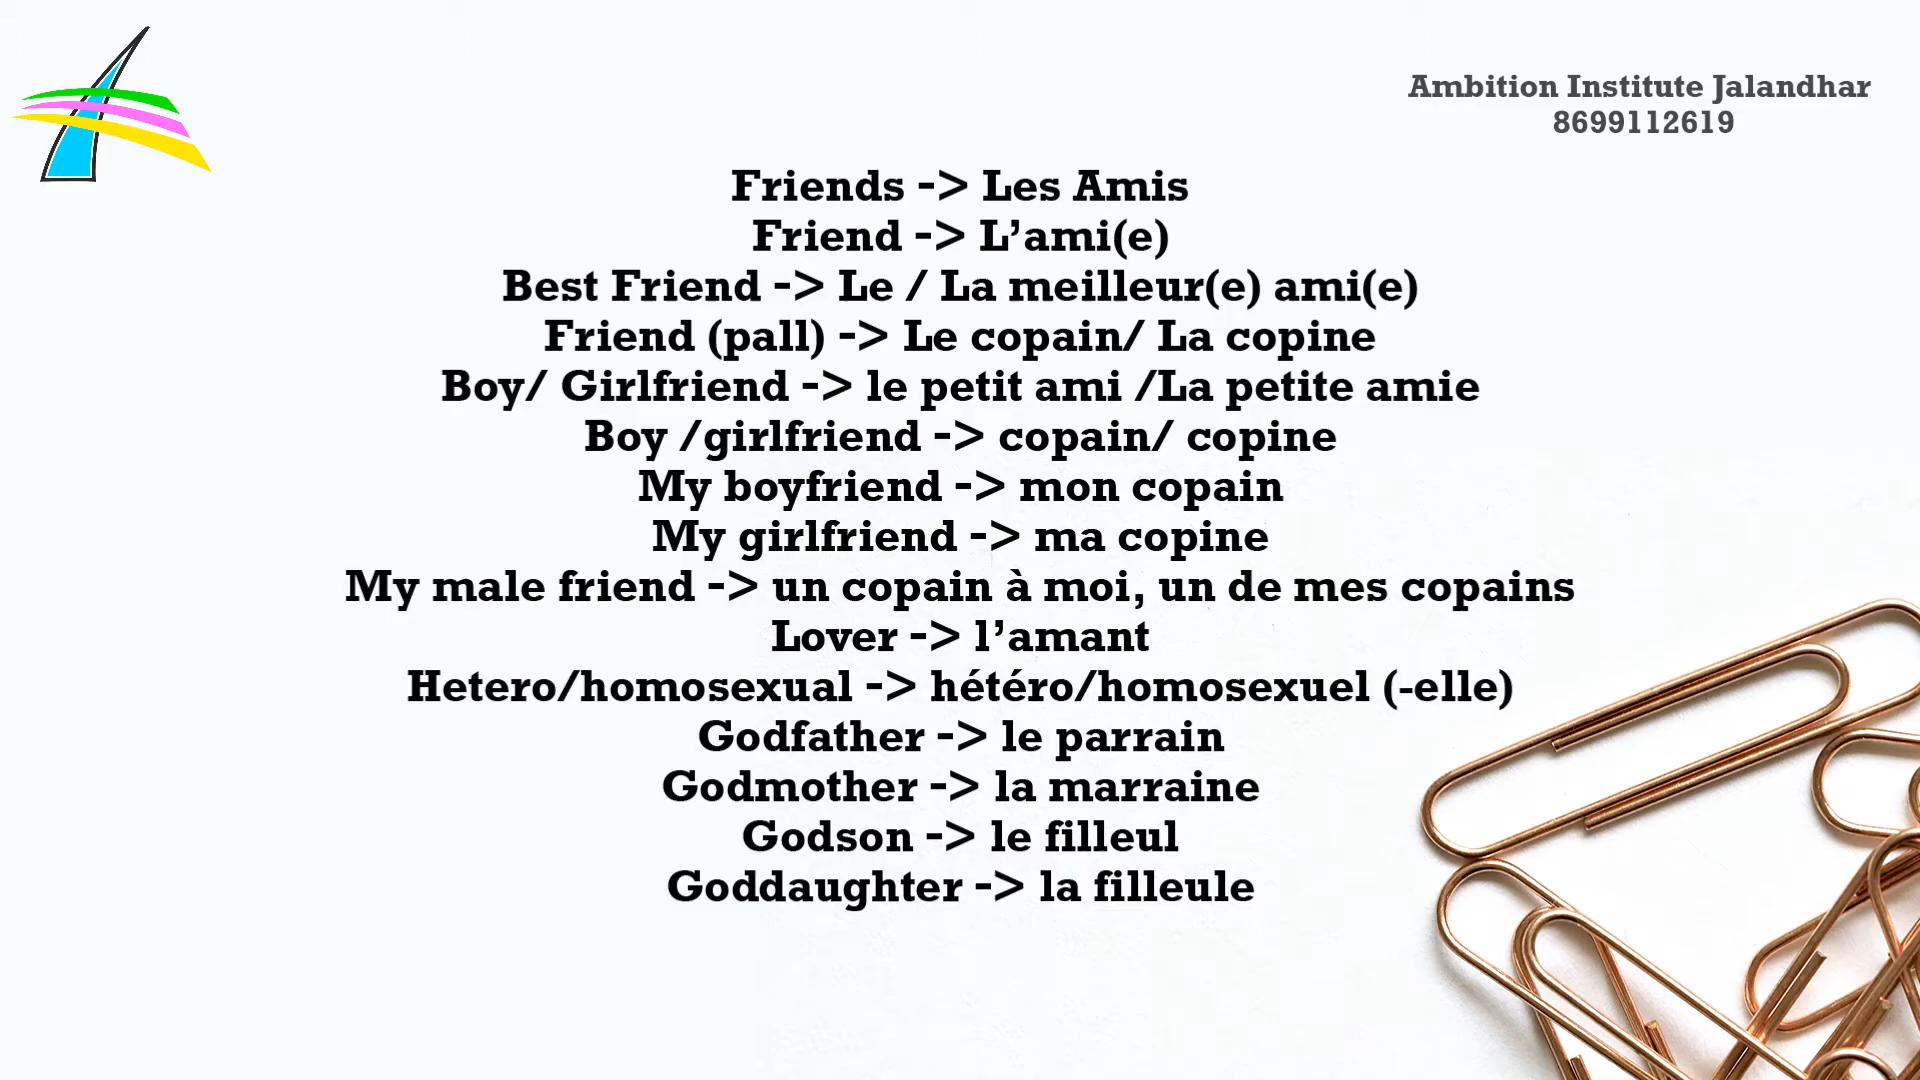 Ambition Institute Jalandhar
8699112619
Friends -> Les Amis
Friend -> L’ami(e)
Best Friend -> Le / La meilleur(e) ami(e)
Friend (pall) -> Le copain/ La copine
Boy/ Girlfriend -> le petit ami /La petite amie
Boy /girlfriend -> copain/ copine
My boyfriend -> mon copain
My girlfriend -> ma copine
My male friend -> un copain à moi, un de mes copains
Lover -> l’amant
Hetero/homosexual -> hétéro/homosexuel (-elle)
Godfather -> le parrain
Godmother -> la marraine
Godson -> le filleul
Goddaughter -> la filleule